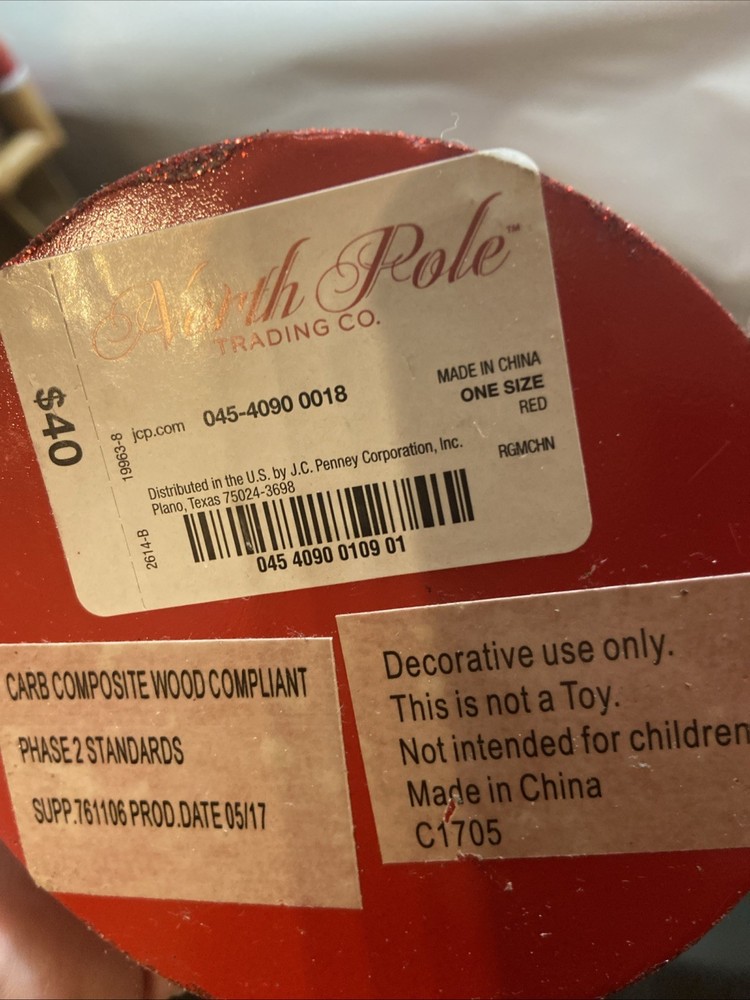 North Pole™
TRADING CO.
$40
19963-8
jcp.com 045-4090 0018
MADE IN CHINA
ONE SIZE
RED
RGMCHN
Distributed in the U.S. by J.C. Penney Corporation, Inc.
Plano, Texas 75024-3698
2614-B
045 4090 0109 01
CARB COMPOSITE WOOD COMPLIANT
PHASE 2 STANDARDS
SUPP.761106 PROD.DATE 05/17
Decorative use only.
This is not a Toy.
Not intended for children
Made in China
C1705